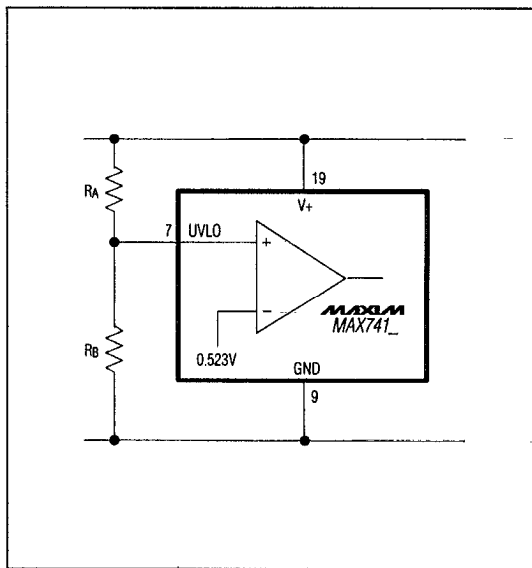 19
RA
V+
7 UVLO
+
MAXIM
MAX741_
−
RB
0.523V
GND
9